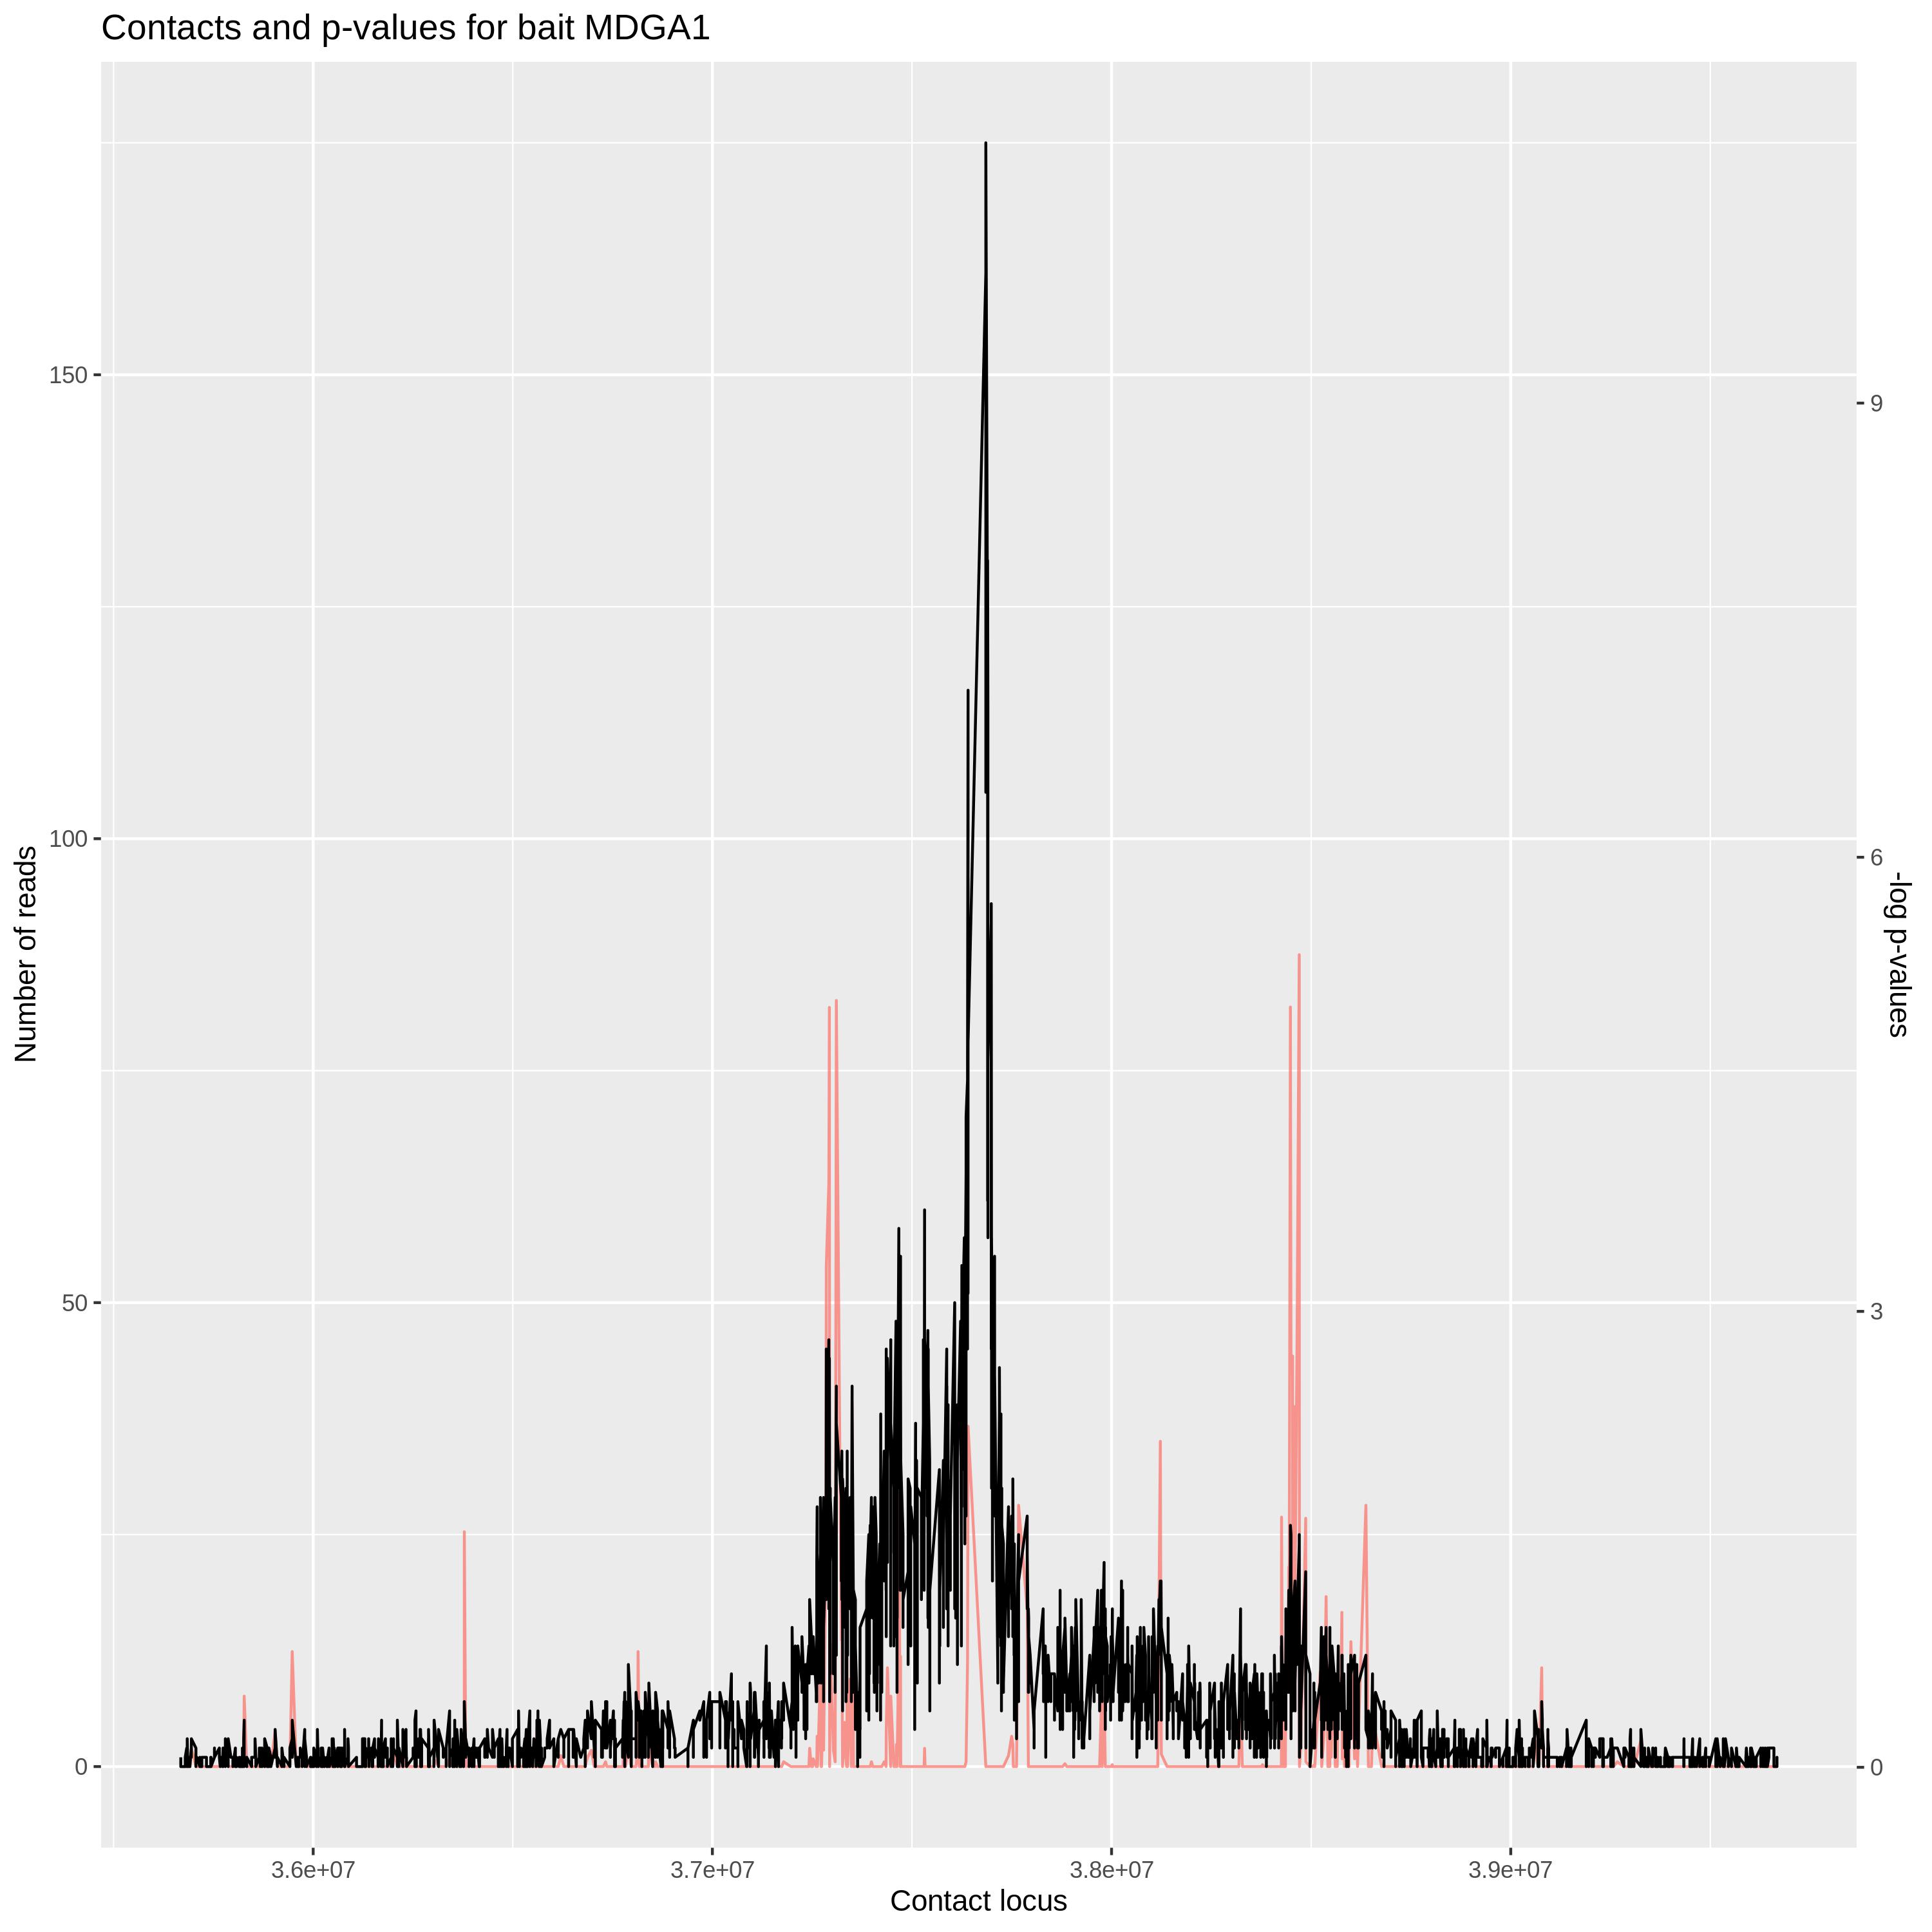 Contacts and p-values for bait MDGA1
150
100
50
0
Number of reads
9
6
3
0
-log p-values
3.6e+07 3.7e+07 3.8e+07 3.9e+07
Contact locus